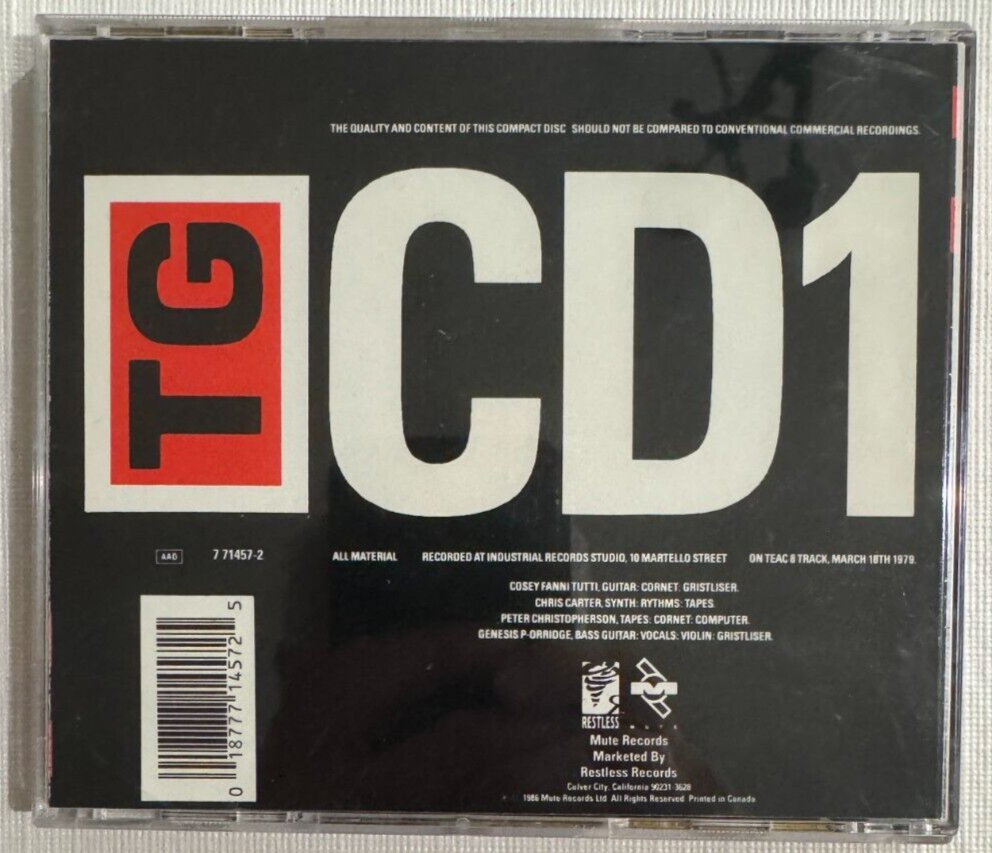 THE QUALITY AND CONTENT OF THIS COMPACT DISC SHOULD NOT BE COMPARED TO CONVENTIONAL COMMERCIAL RECORDINGS.
TG
CD1
AAD 7 71457-2
ALL MATERIAL RECORDED AT INDUSTRIAL RECORDS STUDIO, 10 MARTELLO STREET ON TEAC 8 TRACK, MARCH 18TH 1979.
COSEY FANNI TUTTI, GUITAR: CORNET: GRISTLISER.
CHRIS CARTER, SYNTH: RYTHMS: TAPES.
PETER CHRISTOPHERSON, TAPES: CORNET: COMPUTER.
GENESIS P-ORRIDGE, BASS GUITAR: VOCALS: VIOLIN: GRISTLISER.
0 18777 14572 5
RESTLESS MUTE
Mute Records
Marketed By
Restless Records
Culver City, California 90231-3628
1986 Mute Records Ltd All Rights Reserved Printed in Canada